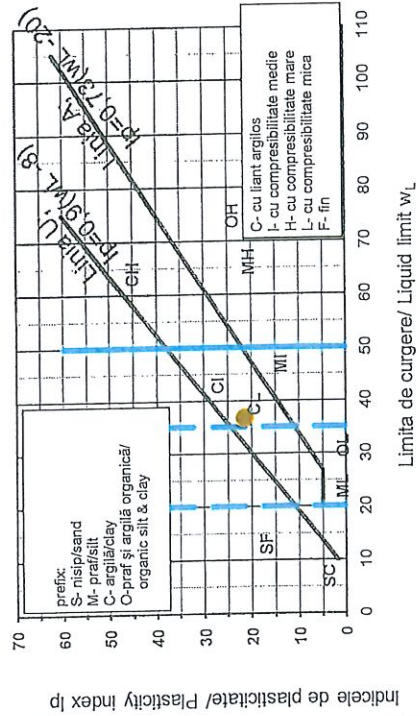 Indicele de plasticitate/ Plasticity index Ip
70
60
50
40
30
20
10
0
prefix:
S- nisip/sand
M- praf/silt
C- argilă/clay
O-praf și argilă organică/
organic silt & clay
Linia U, Ip=0,9(wL -8)
Linia A, Ip=0,73(wL -20)
CH
CI
SF
SC
ML
OL
MI
MH
OH
C- cu liant argilos
I- cu compresibilitate medie
H- cu compresibilitate mare
L- cu compresibilitate mica
F- fin
0 10 20 30 40 50 60 70 80 90 100 110
Limita de curgere/ Liquid limit wL